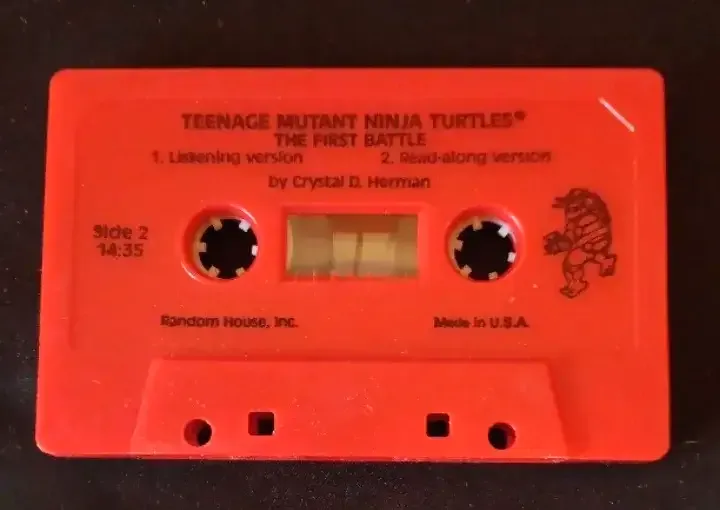 TEENAGE MUTANT NINJA TURTLES®
THE FIRST BATTLE
1. Listening version 2. Read-along version
by Crystal D. Herman
Side 2
14:35
Random House, Inc. Made in U.S.A.